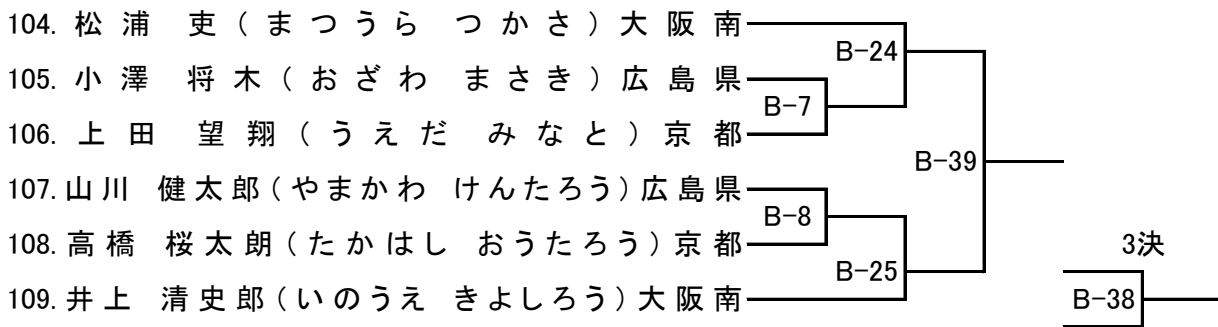 104. 松浦 吏(まつうら つかさ)大阪南
B-24
105. 小澤 将木(おざわ まさき)広島県
B-7
106. 上田 望翔(うえだ みなと)京都
B-39
107. 山川 健太郎(やまかわ けんたろう)広島県
B-8
108. 高橋 桜太朗(たかはし おうたろう)京都
3決
B-25
109. 井上 清史郎(いのうえ きよしろう)大阪南
B-38